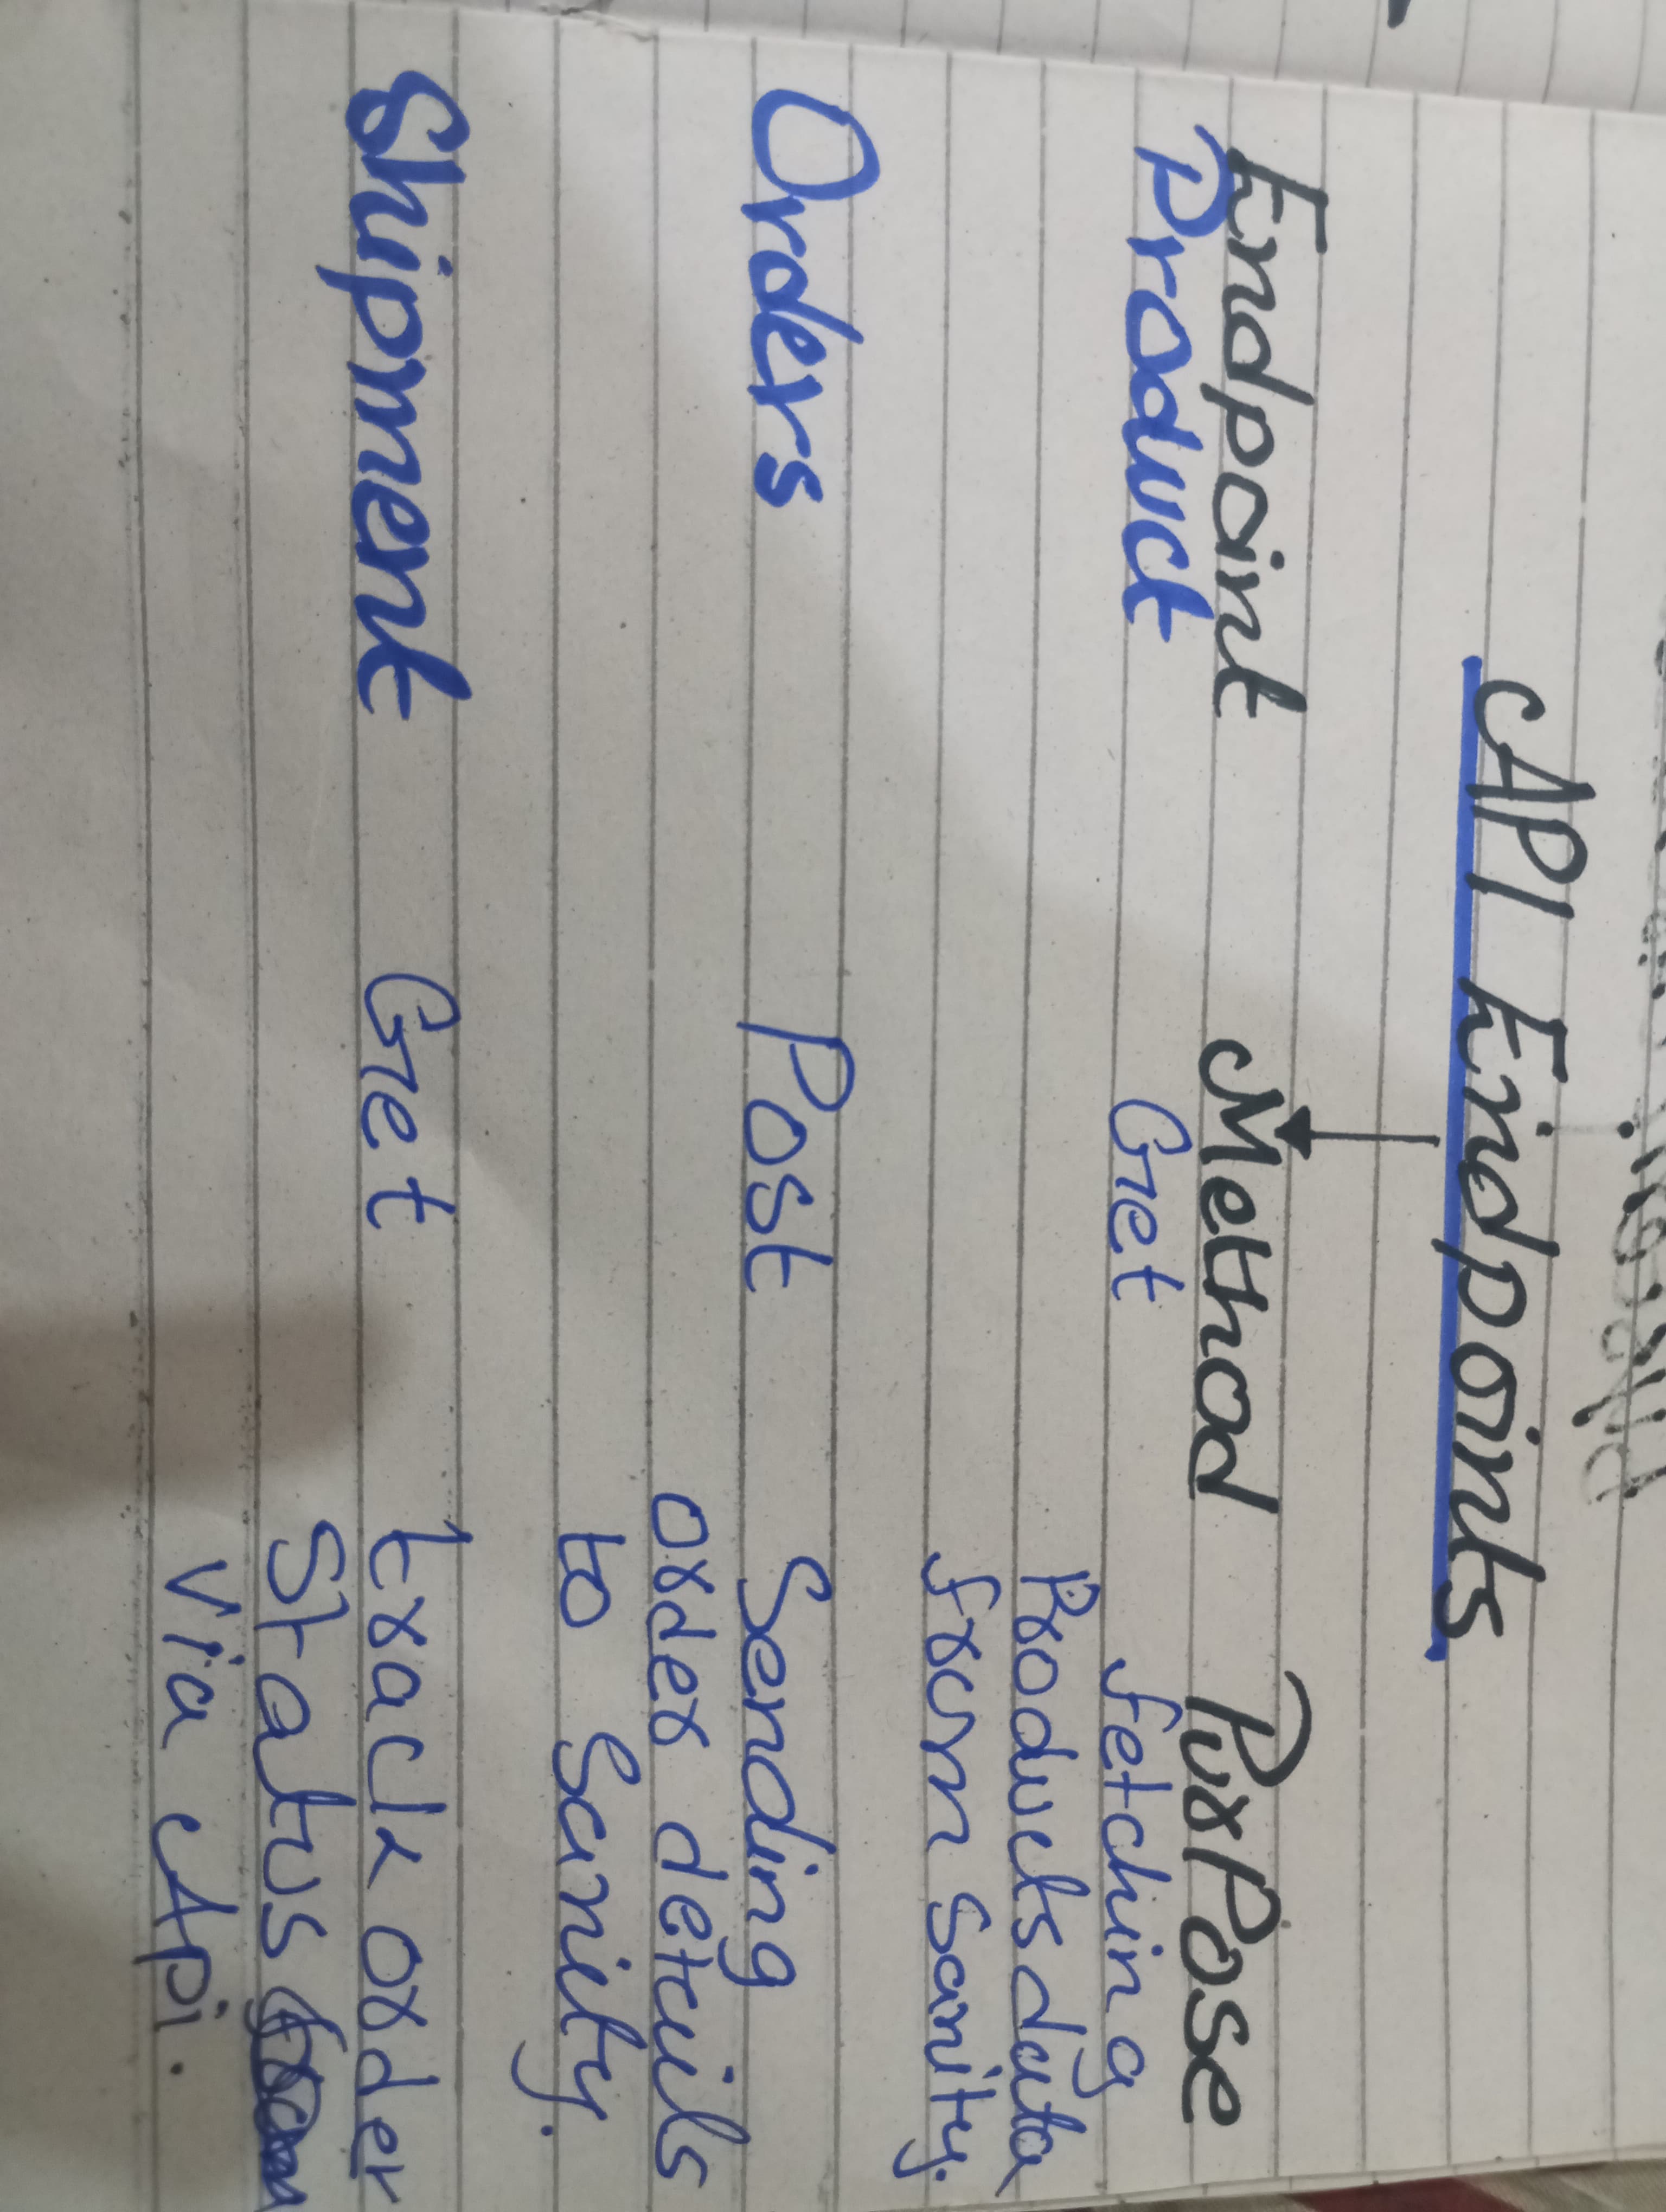 API Endpoints
Endpoint Method PurPose
Product Get fetching
Products data
from Sanity.
Orders Post Sending
order details
to Sanity.
Shipment Get track order
Status
Via Api.